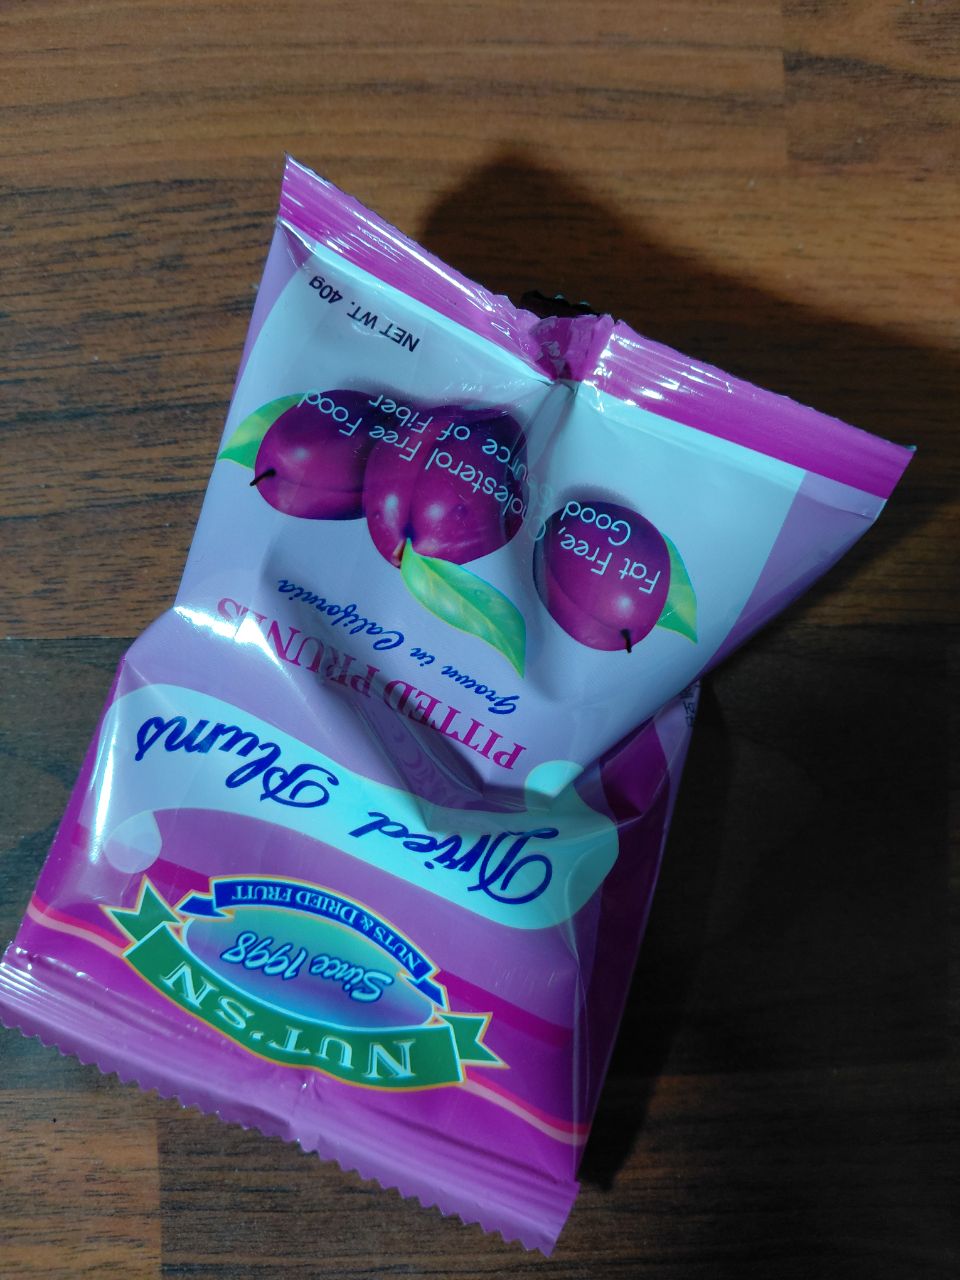 NUT'SN
Since 1998
NUTS & DRIED FRUIT
Dried Plums
PITTED PRUNES
Grown in California
Fat Free, Cholesterol Free Food
Good Source of Fiber
NET WT. 40g